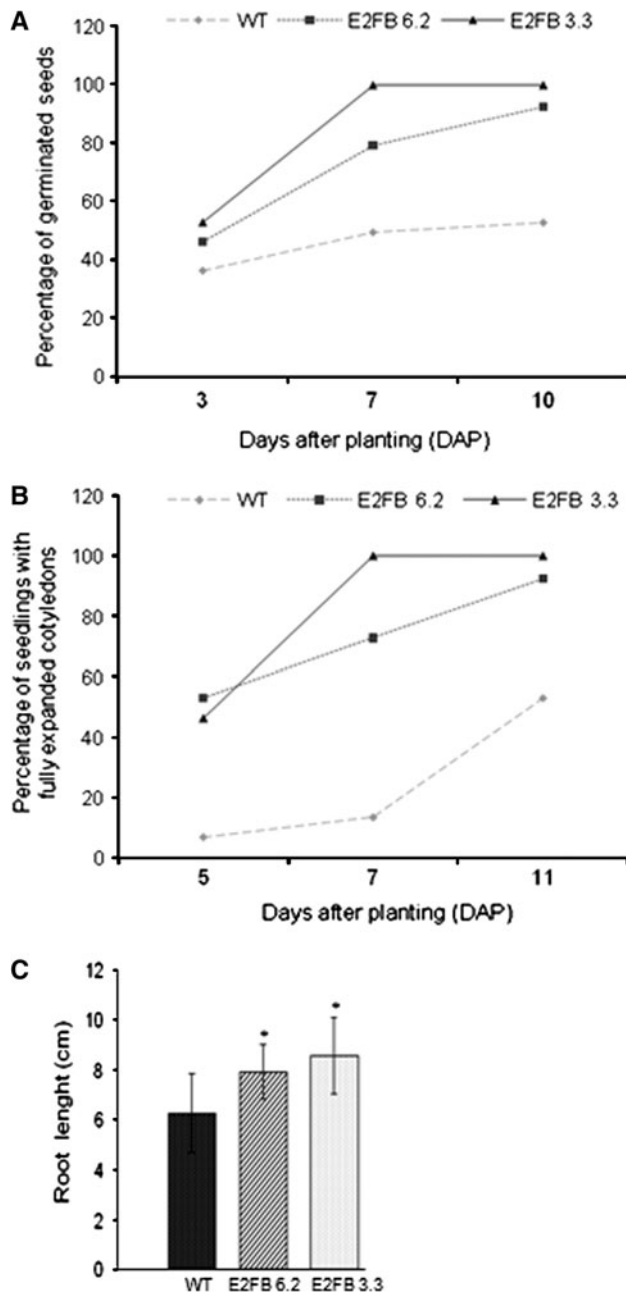 A
WT E2FB 6.2 E2FB 3.3
120
100
80
60
40
20
0
Percentage of germinated seeds
3 7 10
Days after planting (DAP)
B
WT E2FB 6.2 E2FB 3.3
120
100
80
60
40
20
0
Percentage of seedlings with
fully expanded cotyledons
5 7 11
Days after planting (DAP)
C
12
10
8
6
4
2
0
Root lenght (cm)
* *
WT E2FB 6.2 E2FB 3.3